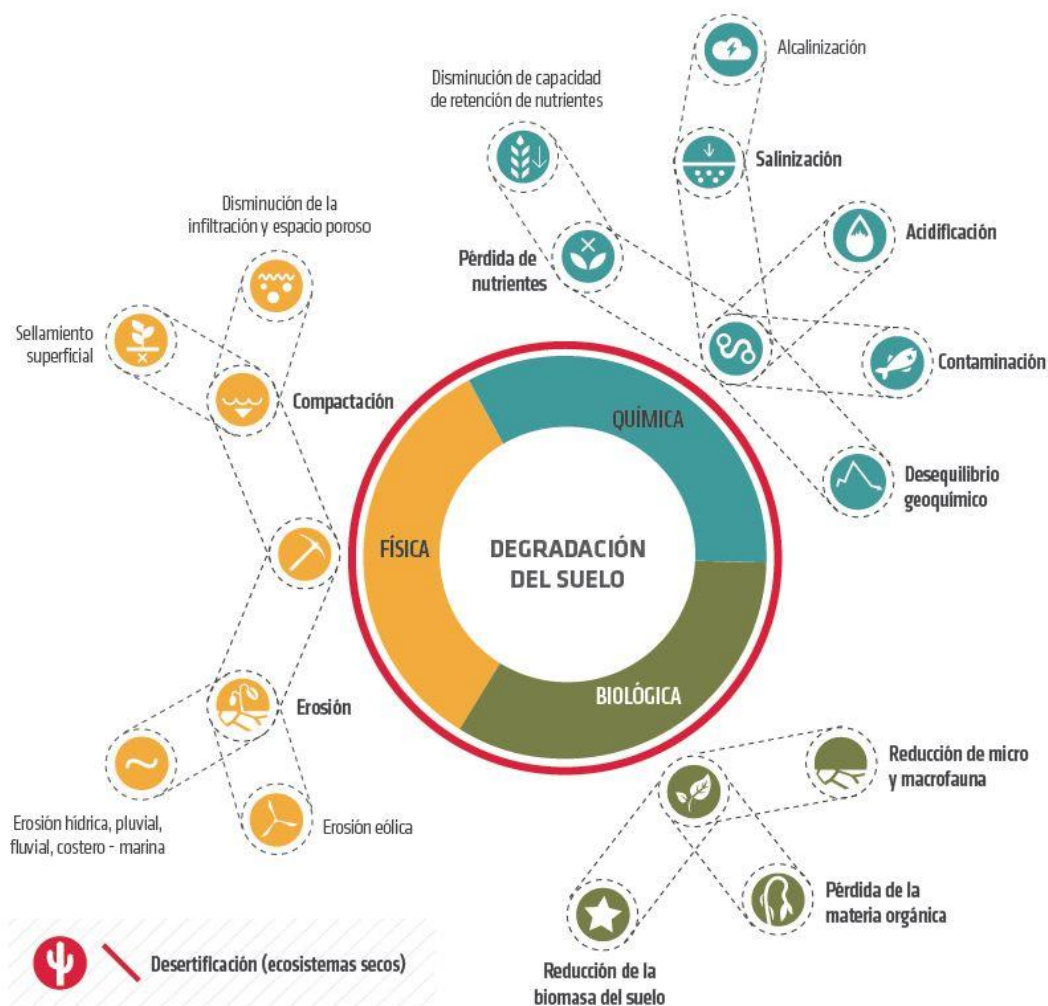 Alcalinización
Disminución de capacidad
de retención de nutrientes
Salinización
Disminución de la
infiltración y espacio poroso
Acidificación
Pérdida de
nutrientes
Sellamiento
superficial
Contaminación
Compactación
QUÍMICA
Desequilibrio
geoquímico
FÍSICA
DEGRADACIÓN
DEL SUELO
BIOLÓGICA
Erosión
Reducción de micro
y macrofauna
Erosión hídrica, pluvial,
fluvial, costero - marina
Erosión eólica
Pérdida de la
materia orgánica
Desertificación (ecosistemas secos)
Reducción de la
biomasa del suelo